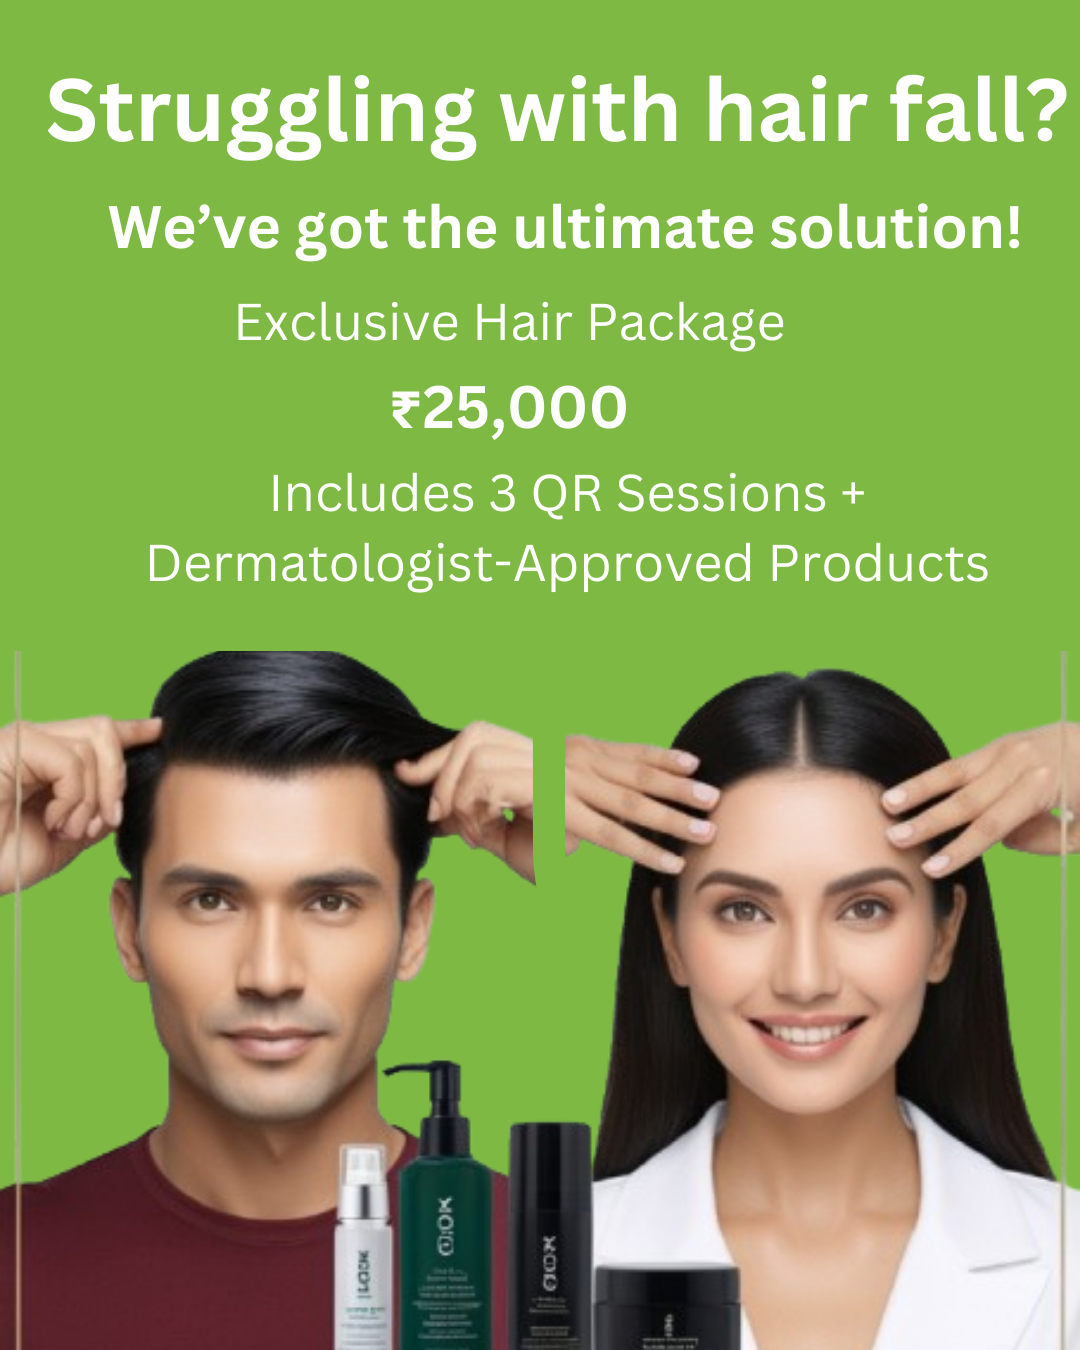 Struggling with hair fall?
We've got the ultimate solution!
Exclusive Hair Package
₹25,000
Includes 3 QR Sessions +
Dermatologist-Approved Products